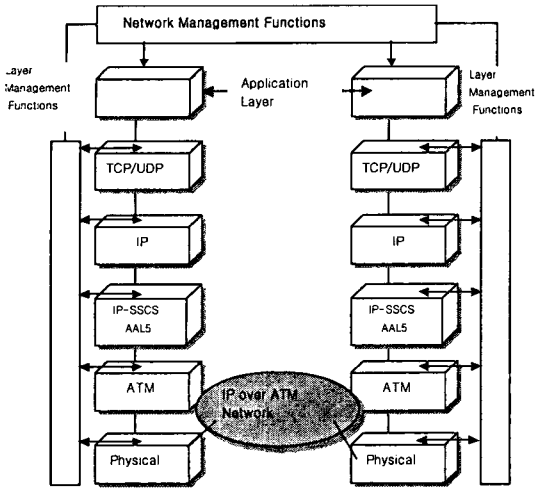 Network Management Functions
Layer
Management
Functions
Application
Layer
Layer
Management
Functions
TCP/UDP
TCP/UDP
IP
IP
IP-SSCS
AAL5
IP-SSCS
AAL5
ATM
IP over ATM
Network
ATM
Physical
Physical